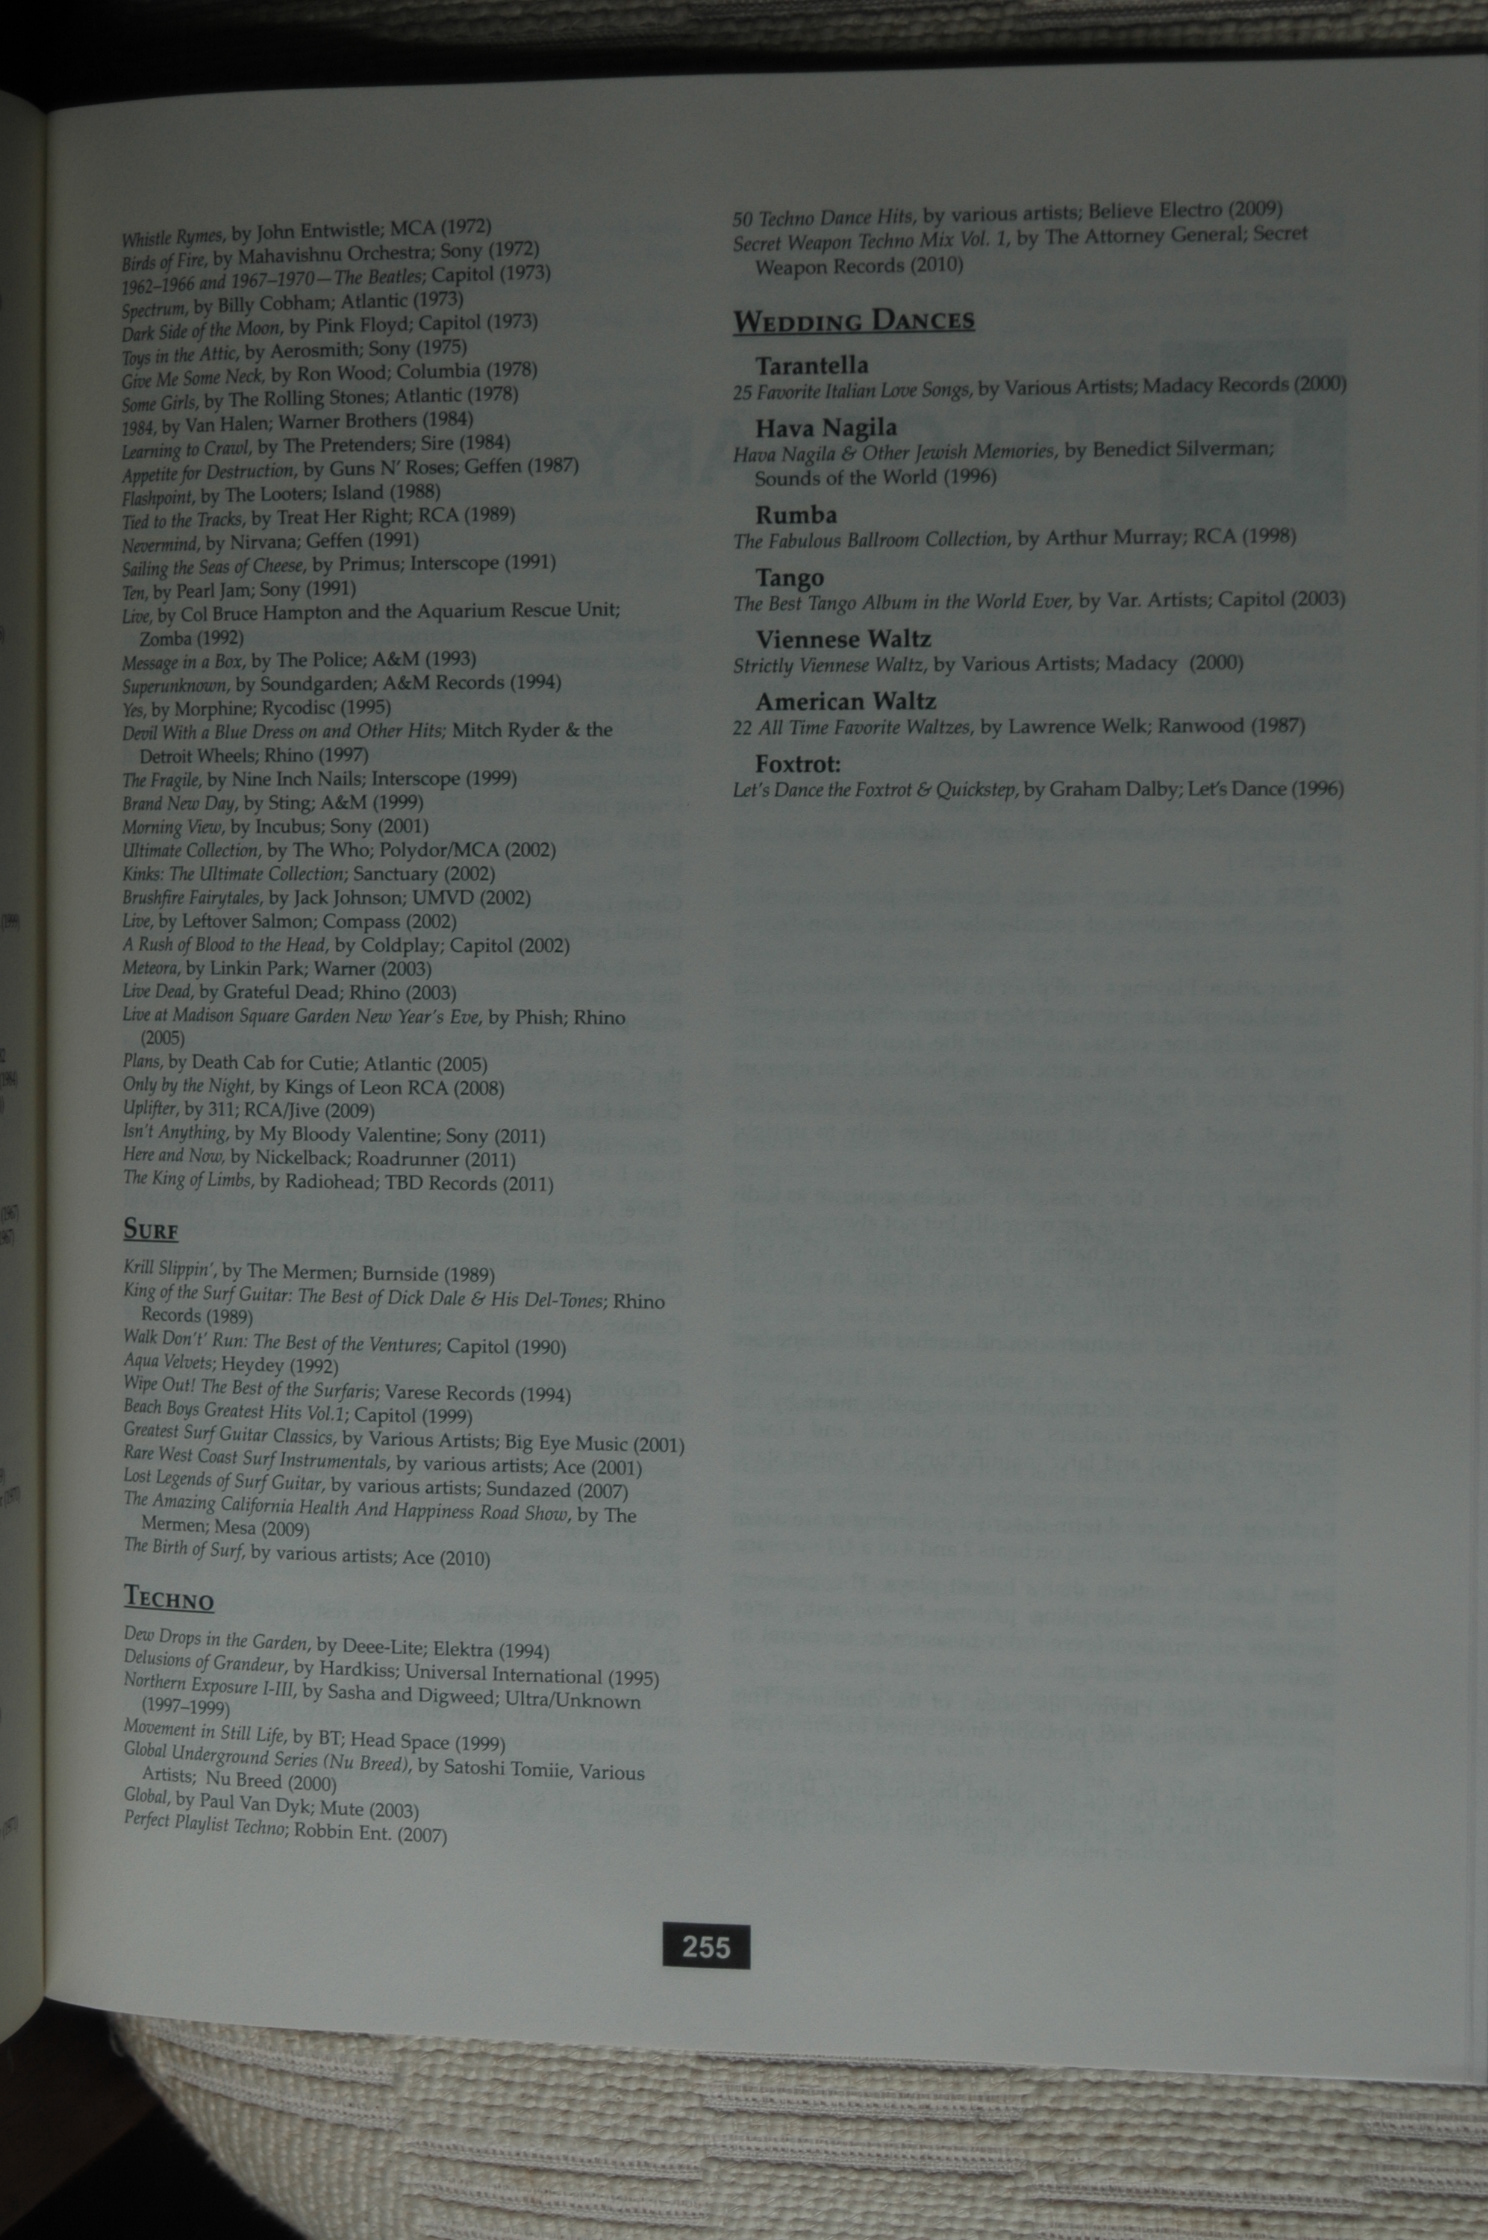 Whistle Rymes, by John Entwistle; MCA (1972)
Birds of Fire, by Mahavishnu Orchestra; Sony (1972)
1962–1966 and 1967–1970—The Beatles; Capitol (1973)
Spectrum, by Billy Cobham; Atlantic (1973)
Dark Side of the Moon, by Pink Floyd; Capitol (1973)
Toys in the Attic, by Aerosmith; Sony (1975)
Give Me Some Neck, by Ron Wood; Columbia (1978)
Some Girls, by The Rolling Stones; Atlantic (1978)
1984, by Van Halen; Warner Brothers (1984)
Learning to Crawl, by The Pretenders; Sire (1984)
Appetite for Destruction, by Guns N' Roses; Geffen (1987)
Flashpoint, by The Looters; Island (1988)
Tied to the Tracks, by Treat Her Right; RCA (1989)
Nevermind, by Nirvana; Geffen (1991)
Sailing the Seas of Cheese, by Primus; Interscope (1991)
Ten, by Pearl Jam; Sony (1991)
Live, by Col Bruce Hampton and the Aquarium Rescue Unit;
Zomba (1992)
Message in a Box, by The Police; A&M (1993)
Superunknown, by Soundgarden; A&M Records (1994)
Yes, by Morphine; Rycodisc (1995)
Devil With a Blue Dress on and Other Hits; Mitch Ryder & the
Detroit Wheels; Rhino (1997)
The Fragile, by Nine Inch Nails; Interscope (1999)
Brand New Day, by Sting; A&M (1999)
Morning View, by Incubus; Sony (2001)
Ultimate Collection, by The Who; Polydor/MCA (2002)
Kinks: The Ultimate Collection; Sanctuary (2002)
Brushfire Fairytales, by Jack Johnson; UMVD (2002)
Live, by Leftover Salmon; Compass (2002)
A Rush of Blood to the Head, by Coldplay; Capitol (2002)
Meteora, by Linkin Park; Warner (2003)
Live Dead, by Grateful Dead; Rhino (2003)
Live at Madison Square Garden New Year's Eve, by Phish; Rhino
(2005)
Plans, by Death Cab for Cutie; Atlantic (2005)
Only by the Night, by Kings of Leon RCA (2008)
Uplifter, by 311; RCA/Jive (2009)
Isn't Anything, by My Bloody Valentine; Sony (2011)
Here and Now, by Nickelback; Roadrunner (2011)
The King of Limbs, by Radiohead; TBD Records (2011)
SURF
Krill Slippin', by The Mermen; Burnside (1989)
King of the Surf Guitar: The Best of Dick Dale & His Del-Tones; Rhino
Records (1989)
Walk Don't' Run: The Best of the Ventures; Capitol (1990)
Aqua Velvets; Heydey (1992)
Wipe Out! The Best of the Surfaris; Varese Records (1994)
Beach Boys Greatest Hits Vol.1; Capitol (1999)
Greatest Surf Guitar Classics, by Various Artists; Big Eye Music (2001)
Rare West Coast Surf Instrumentals, by various artists; Ace (2001)
Lost Legends of Surf Guitar, by various artists; Sundazed (2007)
The Amazing California Health And Happiness Road Show, by The
Mermen; Mesa (2009)
The Birth of Surf, by various artists; Ace (2010)
TECHNO
Dew Drops in the Garden, by Deee-Lite; Elektra (1994)
Delusions of Grandeur, by Hardkiss; Universal International (1995)
Northern Exposure I-III, by Sasha and Digweed; Ultra/Unknown
(1997–1999)
Movement in Still Life, by BT; Head Space (1999)
Global Underground Series (Nu Breed), by Satoshi Tomiie, Various
Artists; Nu Breed (2000)
Global, by Paul Van Dyk; Mute (2003)
Perfect Playlist Techno; Robbin Ent. (2007)
50 Techno Dance Hits, by various artists; Believe Electro (2009)
Secret Weapon Techno Mix Vol. 1, by The Attorney General; Secret
Weapon Records (2010)
WEDDING DANCES
Tarantella
25 Favorite Italian Love Songs, by Various Artists; Madacy Records (2000)
Hava Nagila
Hava Nagila & Other Jewish Memories, by Benedict Silverman;
Sounds of the World (1996)
Rumba
The Fabulous Ballroom Collection, by Arthur Murray; RCA (1998)
Tango
The Best Tango Album in the World Ever, by Var. Artists; Capitol (2003)
Viennese Waltz
Strictly Viennese Waltz, by Various Artists; Madacy (2000)
American Waltz
22 All Time Favorite Waltzes, by Lawrence Welk; Ranwood (1987)
Foxtrot:
Let's Dance the Foxtrot & Quickstep, by Graham Dalby; Let's Dance (1996)
255